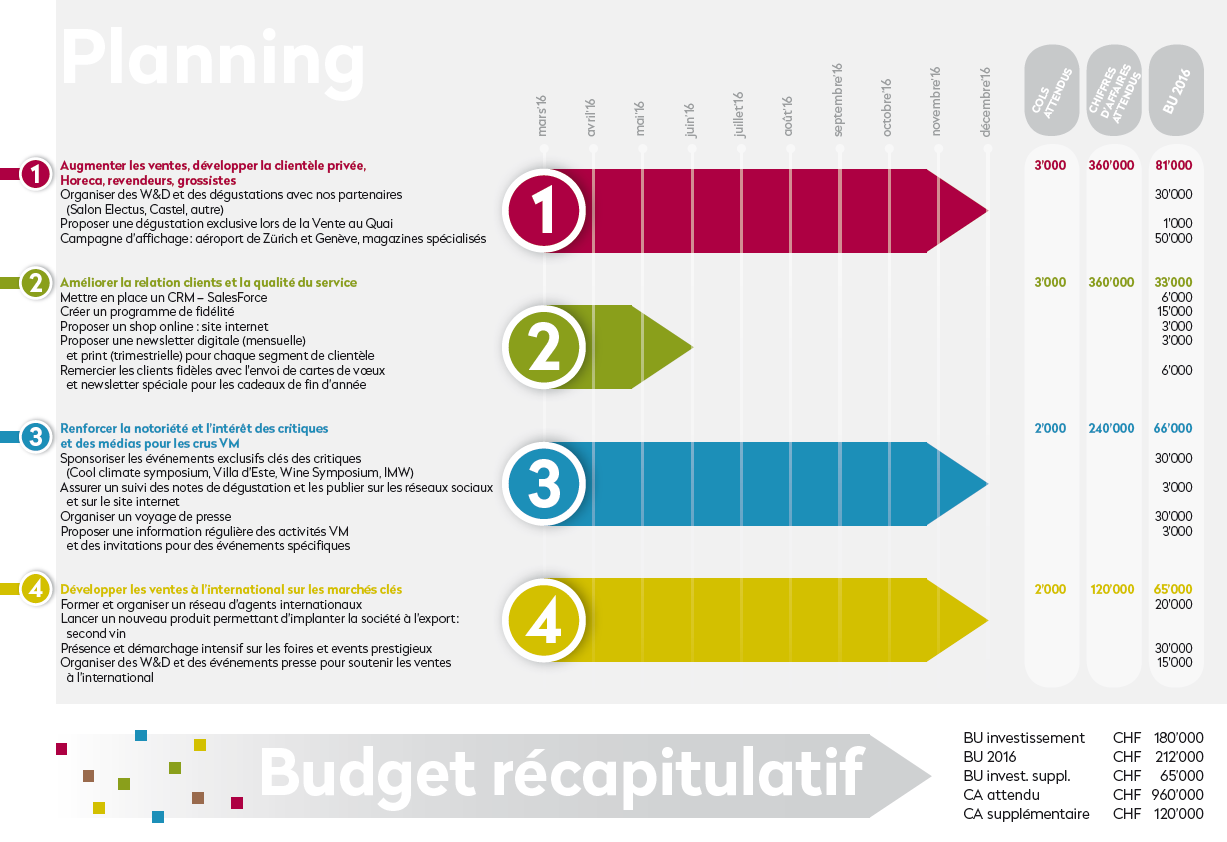 Planning
mars'16
avril'16
mai'16
juin'16
juillet'16
août'16
septembre'16
octobre'16
novembre'16
décembre'16
COLS
ATTENDUS
CHIFFRES
D'AFFAIRES
ATTENDUS
BU 2016
1
Augmenter les ventes, développer la clientèle privée, 3'000 360'000 81'000
Horeca, revendeurs, grossistes
Organiser des W&D et des dégustations avec nos partenaires 30'000
(Salon Electus, Castel, autre)
Proposer une dégustation exclusive lors de la Vente au Quai 1'000
Campagne d'affichage : aéroport de Zürich et Genève, magazines spécialisés 50'000
1
2
Améliorer la relation clients et la qualité du service 3'000 360'000 33'000
Mettre en place un CRM – SalesForce 6'000
Créer un programme de fidélité 15'000
Proposer un shop online : site internet 3'000
Proposer une newsletter digitale (mensuelle) 3'000
et print (trimestrielle) pour chaque segment de clientèle
Remercier les clients fidèles avec l'envoi de cartes de vœux 6'000
et newsletter spéciale pour les cadeaux de fin d'année
2
3
Renforcer la notoriété et l'intérêt des critiques 2'000 240'000 66'000
et des médias pour les crus VM
Sponsoriser les événements exclusifs clés des critiques 30'000
(Cool climate symposium, Villa d'Este, Wine Symposium, IMW)
Assurer un suivi des notes de dégustation et les publier sur les réseaux sociaux 3'000
et sur le site internet
Organiser un voyage de presse 30'000
Proposer une information régulière des activités VM 3'000
et des invitations pour des événements spécifiques
3
4
Développer les ventes à l'international sur les marchés clés 2'000 120'000 65'000
Former et organiser un réseau d'agents internationaux 20'000
Lancer un nouveau produit permettant d'implanter la société à l'export :
second vin
Présence et démarchage intensif sur les foires et events prestigieux 30'000
Organiser des W&D et des événements presse pour soutenir les ventes 15'000
à l'international
4
Budget récapitulatif
BU investissement CHF 180'000
BU 2016 CHF 212'000
BU invest. suppl. CHF 65'000
CA attendu CHF 960'000
CA supplémentaire CHF 120'000